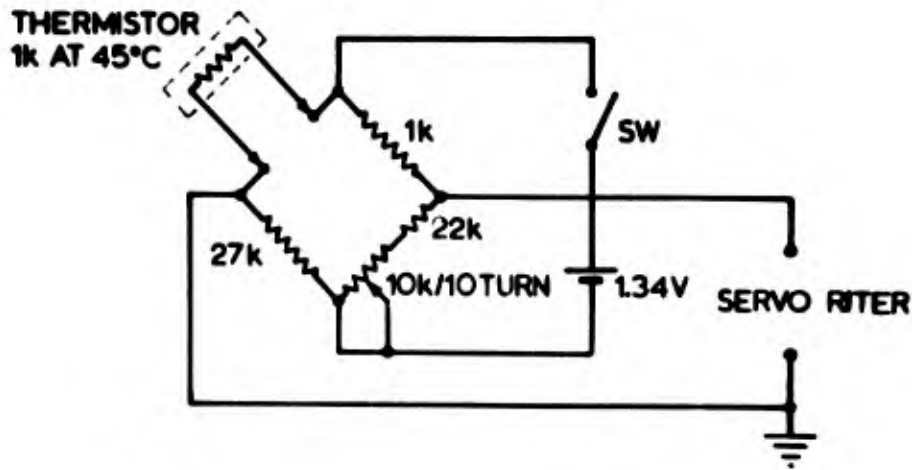 THERMISTOR
1k AT 45°C
1k
SW
27k
22k
10k/10TURN
1.34V
SERVO RITER